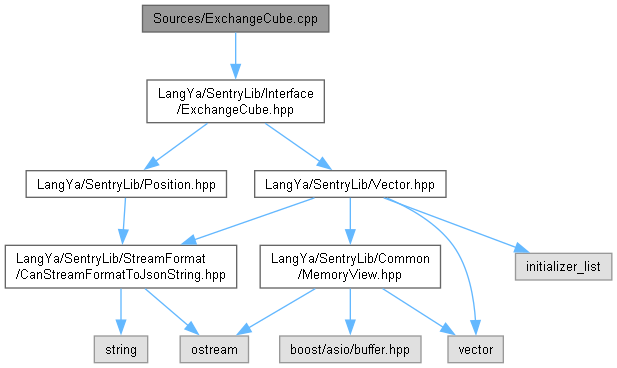 Sources/ExchangeCube.cpp
LangYa/SentryLib/Interface
/ExchangeCube.hpp
LangYa/SentryLib/Position.hpp
LangYa/SentryLib/Vector.hpp
LangYa/SentryLib/StreamFormat
/CanStreamFormatToJsonString.hpp
LangYa/SentryLib/Common
/MemoryView.hpp
initializer_list
string
ostream
boost/asio/buffer.hpp
vector